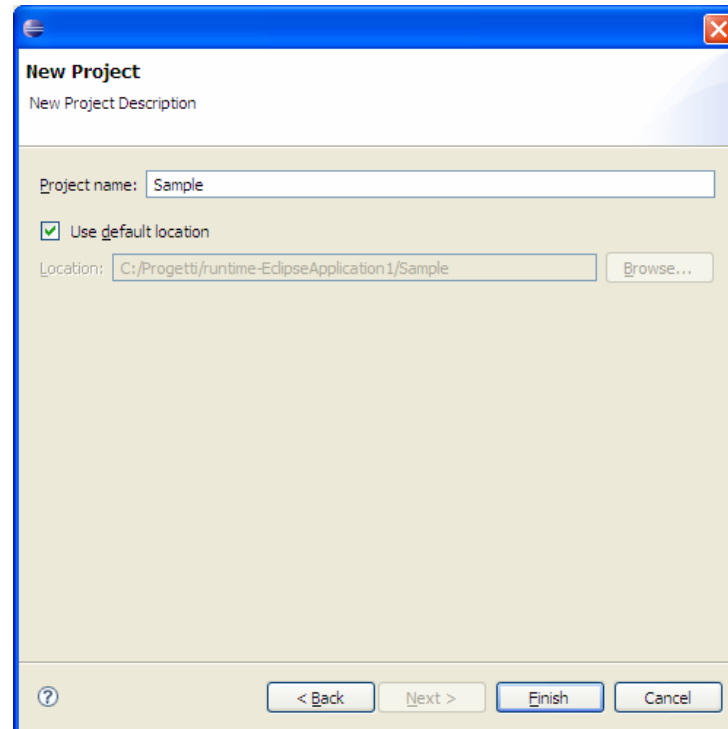 New Project
New Project Description
Project name: Sample
Use default location
Location: C:/Progetti/runtime-EclipseApplication1/Sample Browse...
< Back Next > Finish Cancel